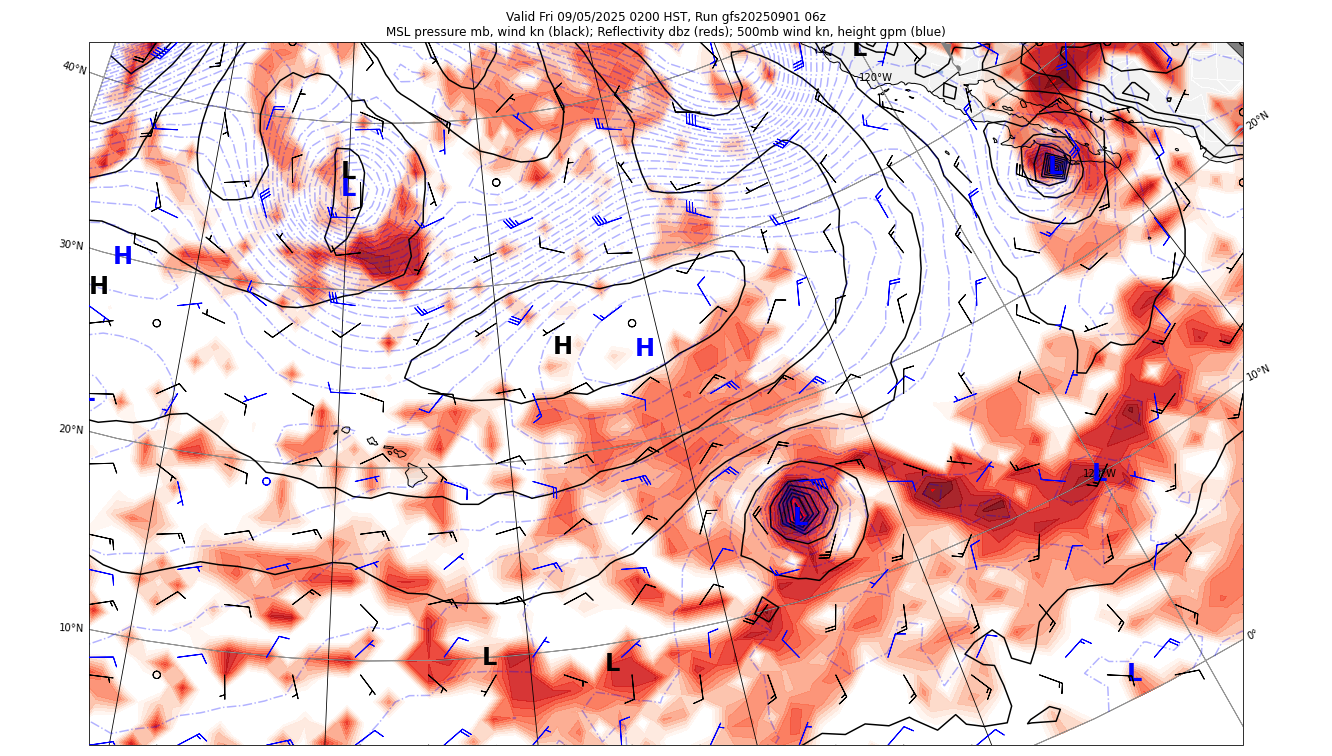 Valid Fri 09/05/2025 0200 HST, Run gfs20250901 06z
MSL pressure mb, wind kn (black); Reflectivity dbz (reds); 500mb wind kn, height gpm (blue)
L
40°N
120°W
20°N
L
L
L
30°N
H
H
H
H
10°N
20°N
L
L
10°N
0°
L
L
L